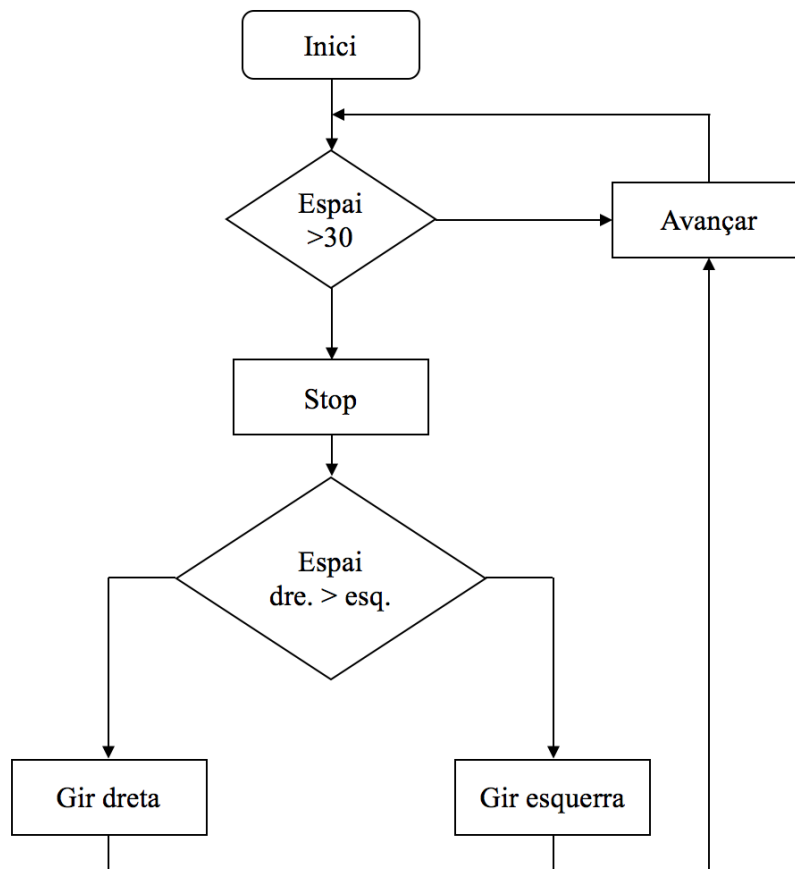 Inici
Espai
>30
Avançar
Stop
Espai
dre. > esq.
Gir dreta
Gir esquerra